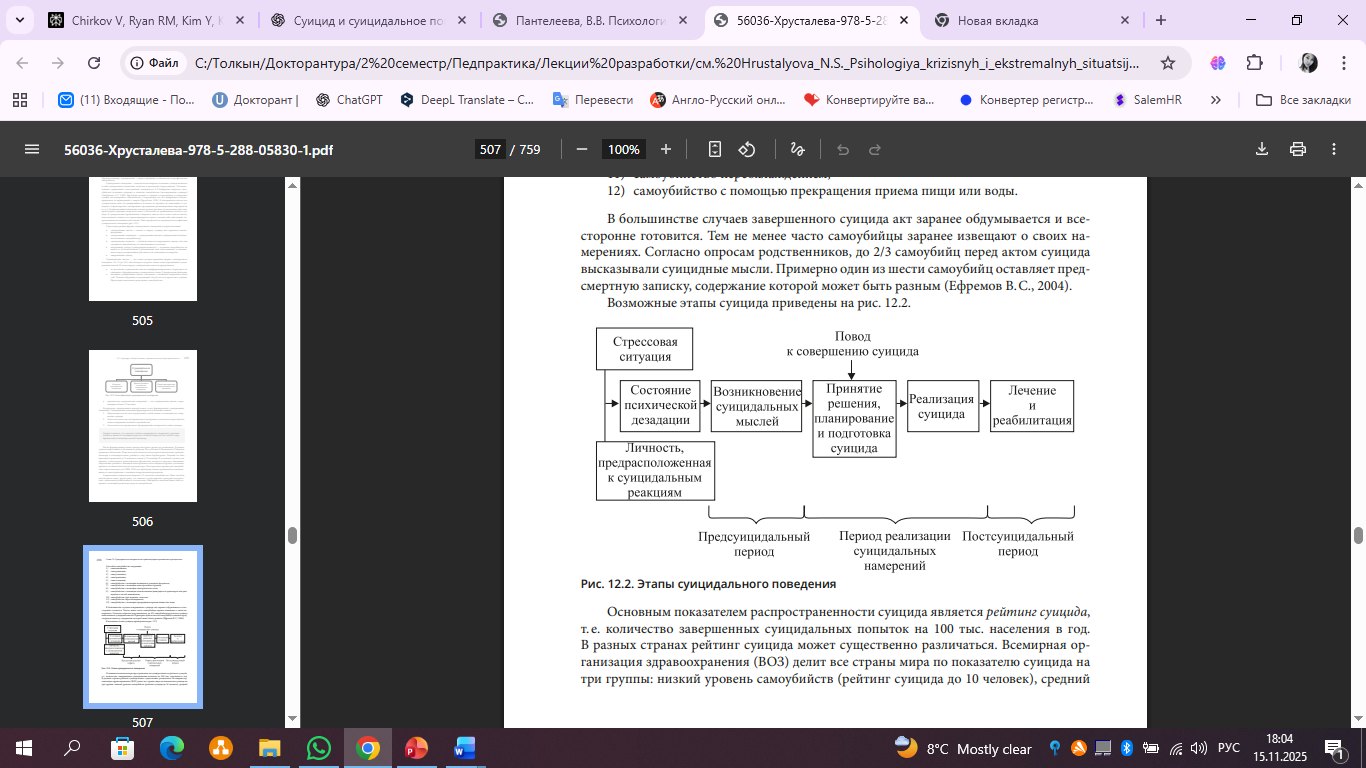 Chirkov V, Ryan RM, Kim Y, K
Суицид и суицидальное по
Пантелеева, В.В. Психологи
56036-Хрусталева-978-5-28
Новая вкладка
Файл
C:/Толкын/Докторантура/2%20семестр/Педпрактика/Лекции%20разработки/см.%20Hrustalyova_N.S._Psihologiya_krizisnyh_i_ekstremalnyh_situatsij...
(11) Входящие - По...
Докторант |
ChatGPT
DeepL Translate – С...
Перевести
Англо-Русский онл...
Конвертируйте ва...
Конвертер регистр...
SalemHR
Все закладки
56036-Хрусталева-978-5-288-05830-1.pdf
507 / 759
100%
505
506
507
12) самоубийство с помощью прекращения приема пищи или воды.
В большинстве случаев завершенного суицида акт заранее обдумывается и все-
сторонне готовится. Тем не менее часто самоубийцы заранее извещают о своих на-
мерениях. Согласно опросам родственников, до 2/3 самоубийц перед актом суицида
высказывали суицидные мысли. Примерно один из шести самоубийц оставляет пред-
смертную записку, содержание которой может быть разным (Ефремов В. С., 2004).
Возможные этапы суицида приведены на рис. 12.2.
Стрессовая
ситуация
Повод
к совершению суицида
Состояние
психической
дезадации
Возникновение
суицидальных
мыслей
Принятие
решения,
планирование
и подготовка
суицида
Реализация
суицида
Лечение
и
реабилитация
Личность,
предрасположенная
к суицидальным
реакциям
Предсуицидальный
период
Период реализации
суицидальных
намерений
Постсуицидальный
период
Рис. 12.2. Этапы суицидального поведения
Основным показателем распространенности суицида является рейтинг суицида,
т. е. количество завершенных суицидальных попыток на 100 тыс. населения в год.
В разных странах рейтинг суицида может существенно различаться. Всемирная ор-
ганизация здравоохранения (ВОЗ) делит все страны мира по показателю суицида на
три группы: низкий уровень самоубийств (рейтинг суицида до 10 человек), средний
8°C Mostly clear
РУС
18:04
15.11.2025
1